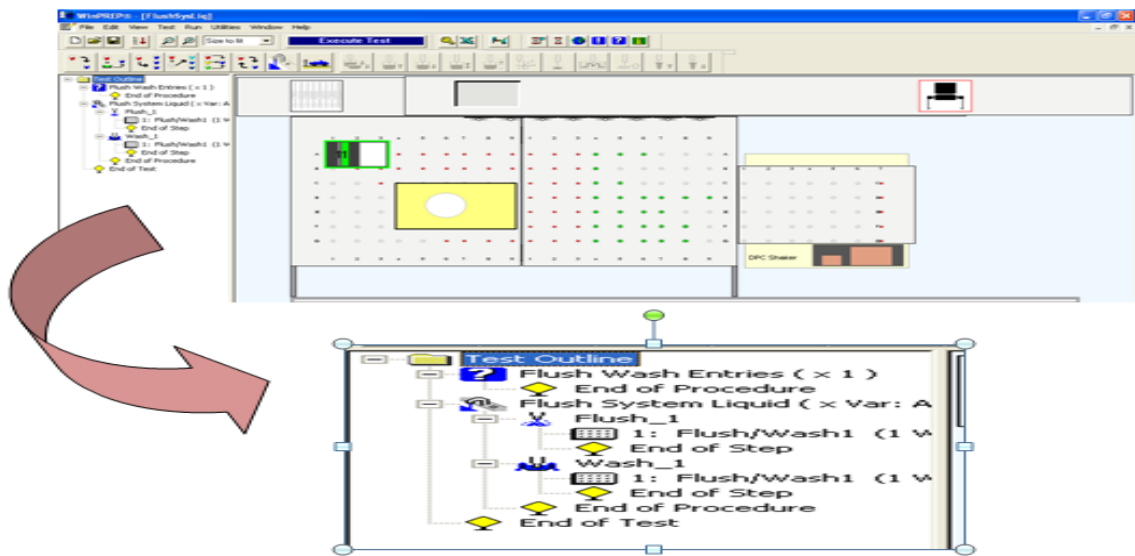 WinPREP® - [FlushSysLiq]
File Edit View Test Run Utilities Window Help
Size to fit
Execute Test
Test Outline
Flush Wash Entries ( x 1 )
End of Procedure
Flush System Liquid ( x Var: A
Flush_1
1: Flush/Wash1 (1 W
End of Step
Wash_1
1: Flush/Wash1 (1 W
End of Step
End of Procedure
End of Test
11
DPC Shaker
Test Outline
Flush Wash Entries ( x 1 )
End of Procedure
Flush System Liquid ( x Var: A
Flush_1
1: Flush/Wash1 (1 W
End of Step
Wash_1
1: Flush/Wash1 (1 W
End of Step
End of Procedure
End of Test